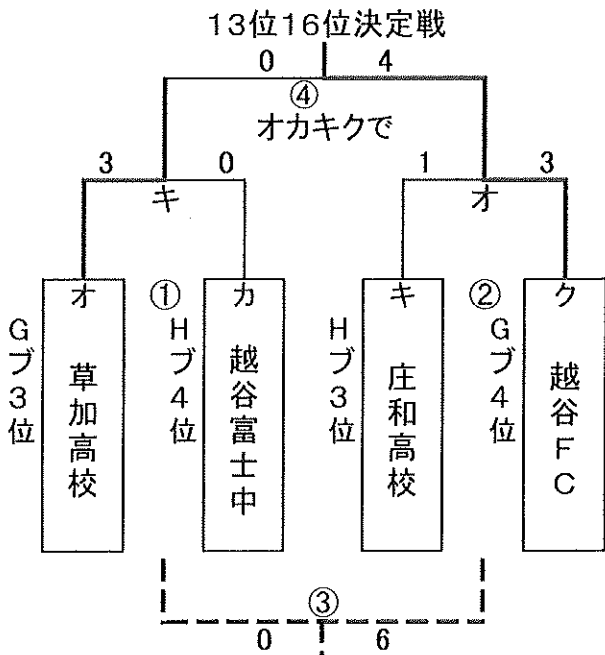 13位16位決定戦
0 4
④
オカキクで
3 0 1 3
キ オ
オ ① カ キ ② ク
Gブ3位
草加高校
Hブ4位
越谷富士中
Hブ3位
庄和高校
Gブ4位
越谷FC
③
0 6